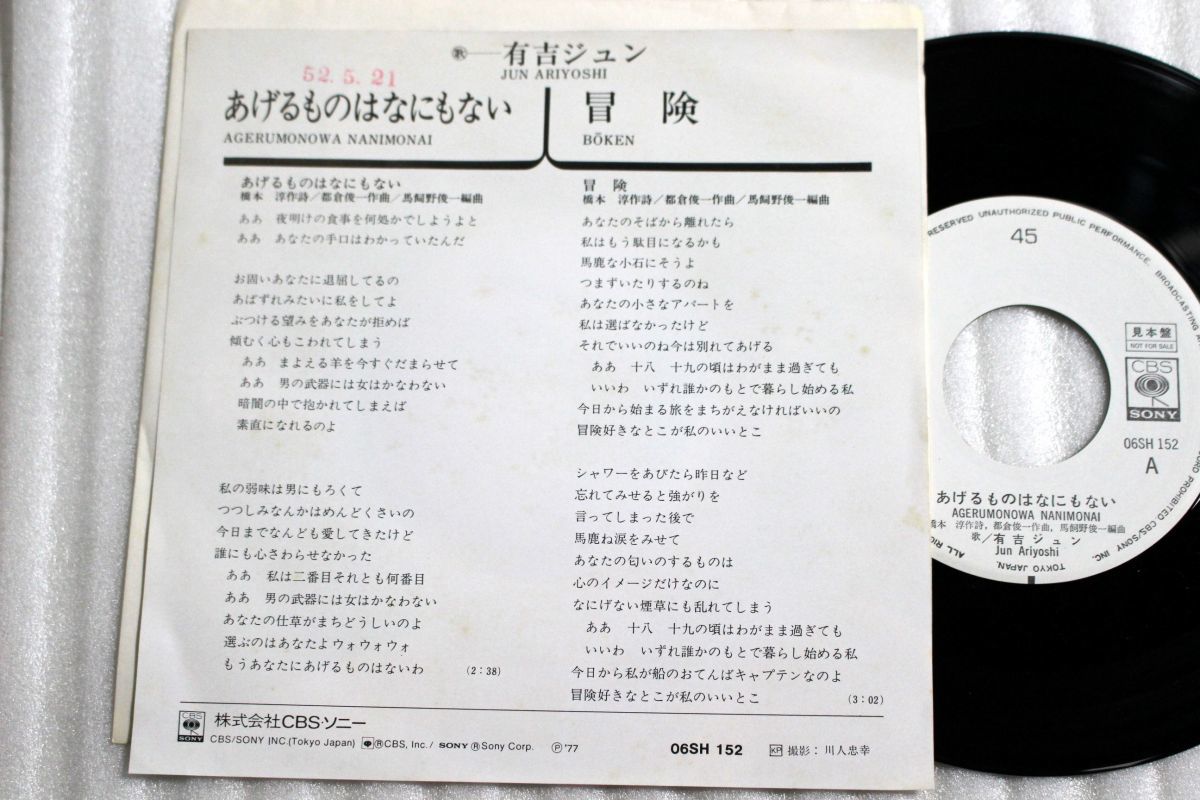 歌──有吉ジュン
JUN ARIYOSHI
52.5.21
あげるものはなにもない
AGERUMONOWA NANIMONAI
冒険
BŌKEN
あげるものはなにもない
橋本 淳作詩／都倉俊一作曲／馬飼野俊一編曲
ああ 夜明けの食事を何処かでしようよと
ああ あなたの手口はわかっていたんだ
お固いあなたに退屈してるの
あばずれみたいに私をしてよ
ぶつける望みをあなたが拒めば
傾むく心もこわれてしまう
ああ まよえる羊を今すぐだまらせて
ああ 男の武器には女はかなわない
暗闇の中で抱かれてしまえば
素直になれるのよ
私の弱味は男にもろくて
つつしみなんかはめんどくさいの
今日までなんども愛してきたけど
誰にも心さわらせなかった
ああ 私は二番目それとも何番目
ああ 男の武器には女はかなわない
あなたの仕草がまちどうしいのよ
選ぶのはあなたよウォウォウォ
もうあなたにあげるものはないわ
(2:38)
冒険
橋本 淳作詩／都倉俊一作曲／馬飼野俊一編曲
あなたのそばから離れたら
私はもう駄目になるかも
馬鹿な小石にそうよ
つまずいたりするのね
あなたの小さなアパートを
私は選ばなかったけど
それでいいのね今は別れてあげる
ああ 十八 十九の頃はわがまま過ぎても
いいわ いずれ誰かのもとで暮らし始める私
今日から始まる旅をまちがえなければいいの
冒険好きなとこが私のいいとこ
シャワーをあびたら昨日など
忘れてみせると強がりを
言ってしまった後で
馬鹿ね涙をみせて
あなたの匂いのするものは
心のイメージだけなのに
なにげない煙草にも乱れてしまう
ああ 十八 十九の頃はわがまま過ぎても
いいわ いずれ誰かのもとで暮らし始める私
今日から私が船のおてんばキャプテンなのよ
冒険好きなとこが私のいいとこ
(3:02)
CBS
SONY
株式会社CBS・ソニー
CBS/SONY INC.(Tokyo Japan) ®CBS, Inc./ SONY ®Sony Corp. Ⓟ'77
06SH 152
KP 撮影：川人忠幸
RESERVED UNAUTHORIZED PUBLIC PERFORMANCE, BROADCASTING
45
見本盤
NOT FOR SALE
CBS
SONY
06SH 152
A
あげるものはなにもない
AGERUMONOWA NANIMONAI
橋本 淳作詩，都倉俊一作曲，馬飼野俊一編曲
歌／有吉ジュン
Jun Ariyoshi
PROHIBITED CBS/SONY INC. TOKYO JAPAN.
ALL